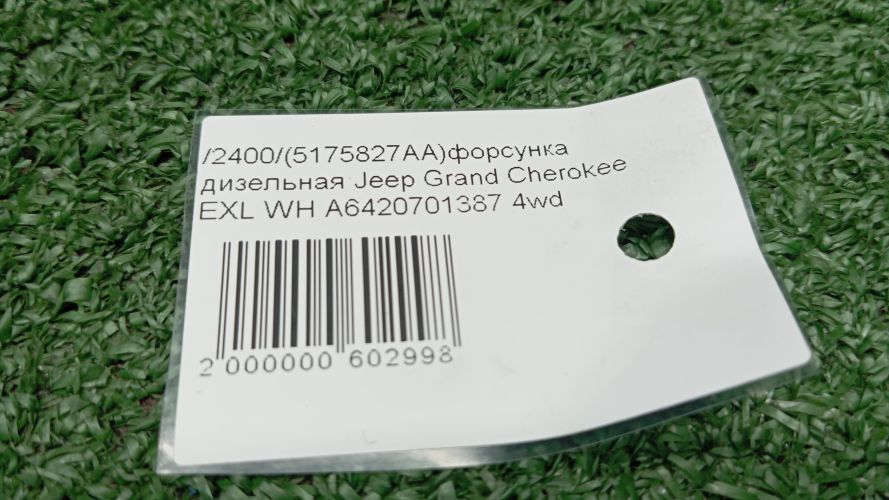 /2400/(5175827AA)форсунка
дизельная Jeep Grand Cherokee
EXL WH A6420701387 4wd
2 000000 602998